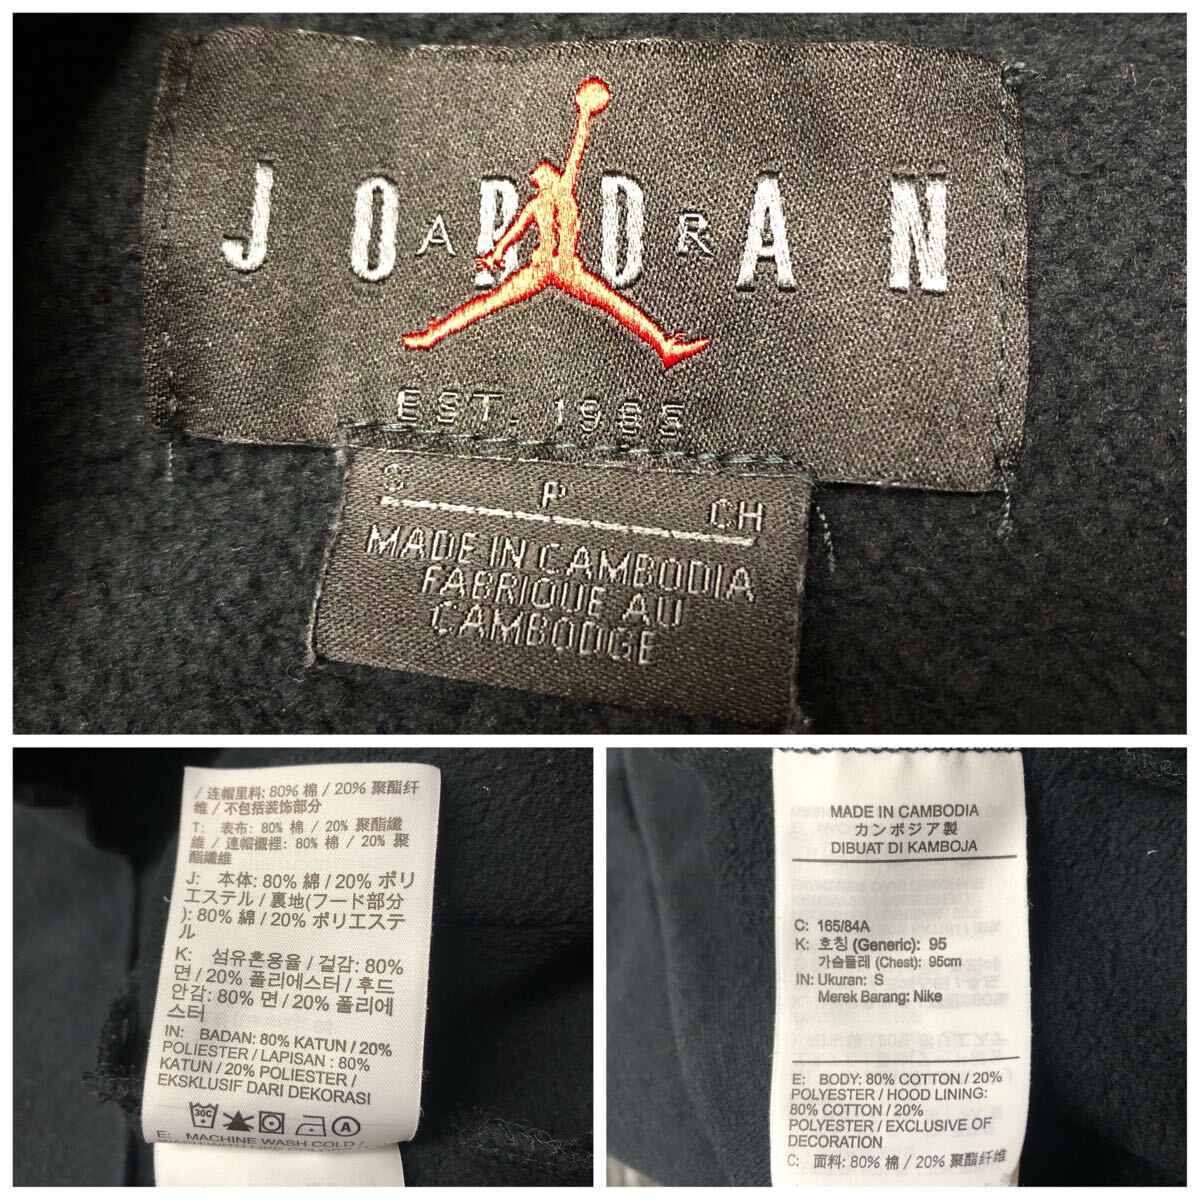 JORDAN
AIR
EST. 1985
S P CH
MADE IN CAMBODIA
FABRIQUE AU
CAMBODGE
/ 连帽里料: 80% 棉 / 20% 聚酯纤
维 / 不包括装饰部分
T: 表布: 80% 棉 / 20% 聚酯纖
維 / 連帽襯裡: 80% 棉 / 20% 聚
酯纖維
J: 本体: 80% 綿 / 20% ポリ
エステル / 裏地(フード部分
): 80% 綿 / 20% ポリエステ
ル
K: 섬유혼용율 / 겉감: 80%
면 / 20% 폴리에스터 / 후드
안감: 80% 면 / 20% 폴리에
스터
IN: BADAN: 80% KATUN / 20%
POLIESTER / LAPISAN : 80%
KATUN / 20% POLIESTER /
EKSKLUSIF DARI DEKORASI
30C A
E: MACHINE WASH COLD /
WASH WITH LIKE COLORS
MADE IN CAMBODIA
カンボジア製
DIBUAT DI KAMBOJA
C: 165/84A
K: 호칭 (Generic): 95
가슴둘레 (Chest): 95cm
IN: Ukuran: S
Merek Barang: Nike
E: BODY: 80% COTTON / 20%
POLYESTER / HOOD LINING:
80% COTTON / 20%
POLYESTER / EXCLUSIVE OF
DECORATION
C: 面料: 80% 棉 / 20% 聚酯纤维